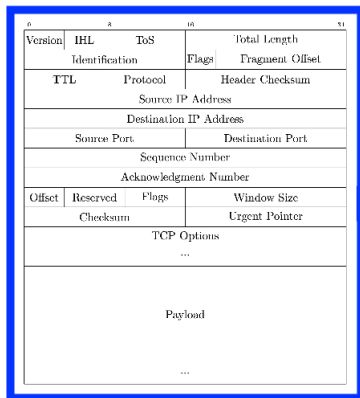 0 8 16 31
Version IHL ToS Total Length
Identification Flags Fragment Offset
TTL Protocol Header Checksum
Source IP Address
Destination IP Address
Source Port Destination Port
Sequence Number
Acknowledgment Number
Offset Reserved Flags Window Size
Checksum Urgent Pointer
TCP Options
...
Payload
...